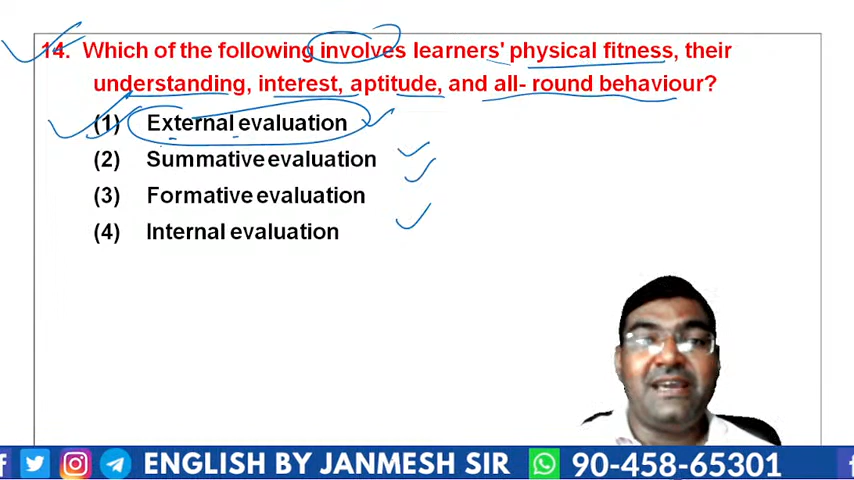 14. Which of the following involves learners' physical fitness, their
understanding, interest, aptitude, and all- round behaviour?
(1) External evaluation
(2) Summative evaluation
(3) Formative evaluation
(4) Internal evaluation
ENGLISH BY JANMESH SIR 90-458-65301